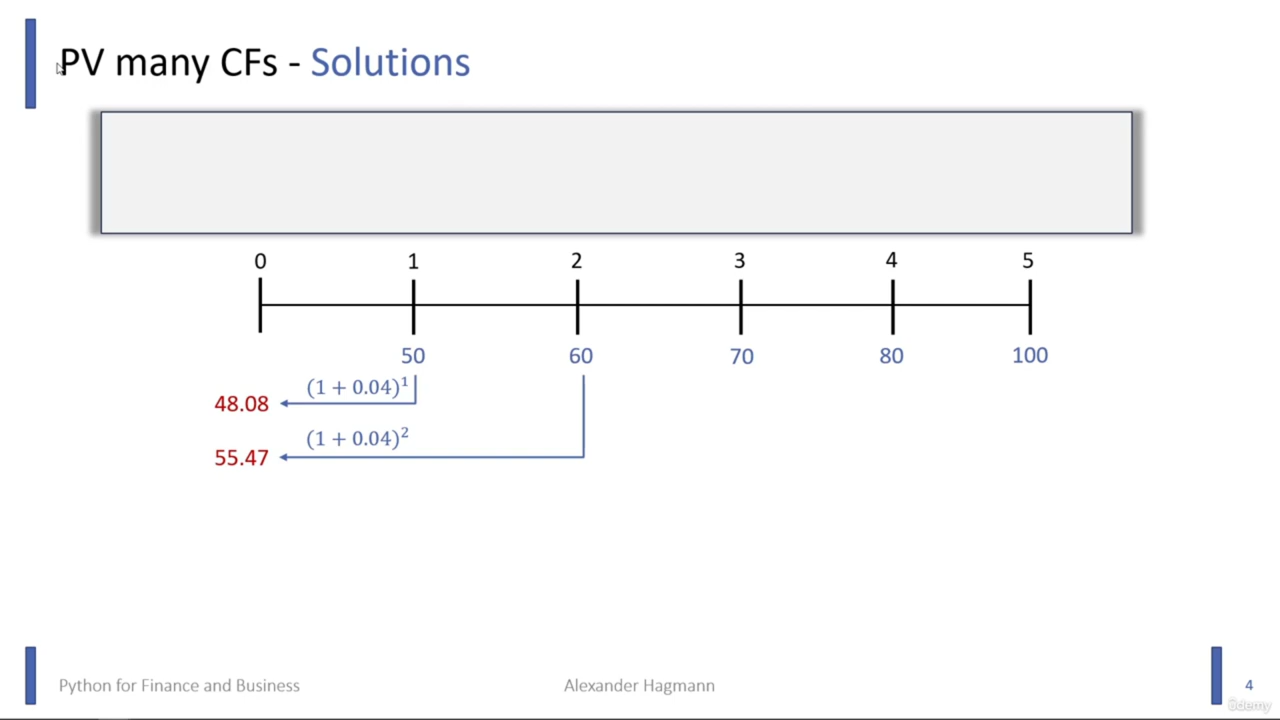 PV many CFs - Solutions
0 1 2 3 4 5
50 60 70 80 100
(1 + 0.04)¹
48.08
(1 + 0.04)²
55.47
Python for Finance and Business Alexander Hagmann 4
ûdemy